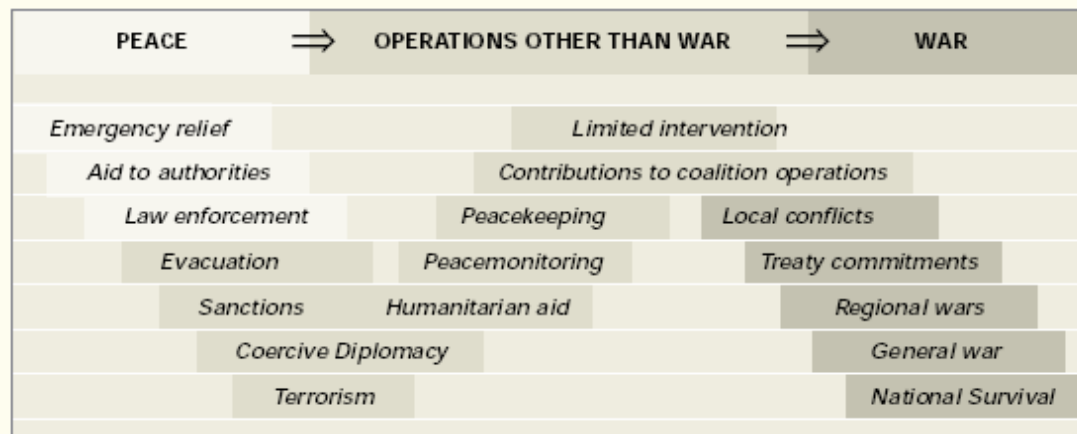 PEACE ⇒ OPERATIONS OTHER THAN WAR ⇒ WAR
Emergency relief Limited intervention
Aid to authorities Contributions to coalition operations
Law enforcement Peacekeeping Local conflicts
Evacuation Peacemonitoring Treaty commitments
Sanctions Humanitarian aid Regional wars
Coercive Diplomacy General war
Terrorism National Survival